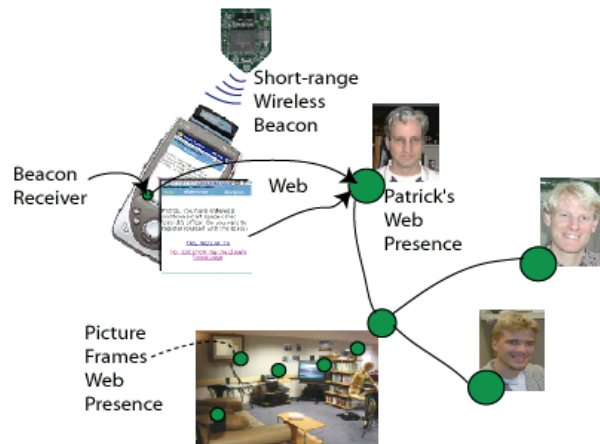 Short-range
Wireless
Beacon
Beacon
Receiver
Web
Patrick's
Web
Presence
Picture
Frames
Web
Presence